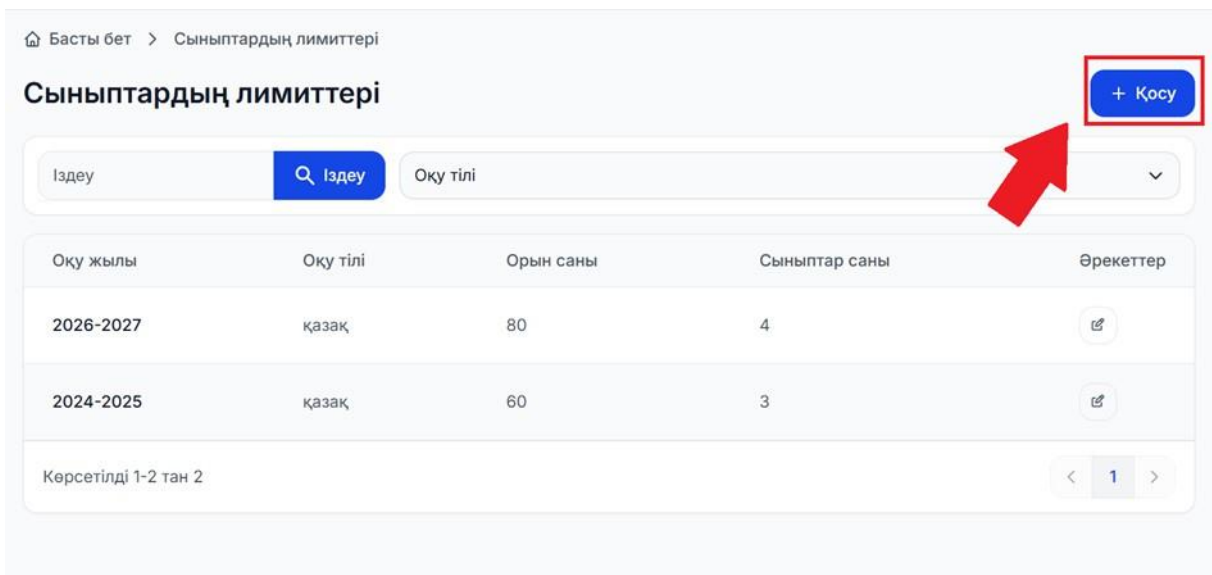 Басты бет > Сыныптардың лимиттері
Сыныптардың лимиттері
+ Қосу
Іздеу
Іздеу
Оқу тілі
Оқу жылы Оқу тілі Орын саны Сыныптар саны Әрекеттер
2026-2027 қазақ 80 4
2024-2025 қазақ 60 3
Көрсетілді 1-2 тан 2
< 1 >